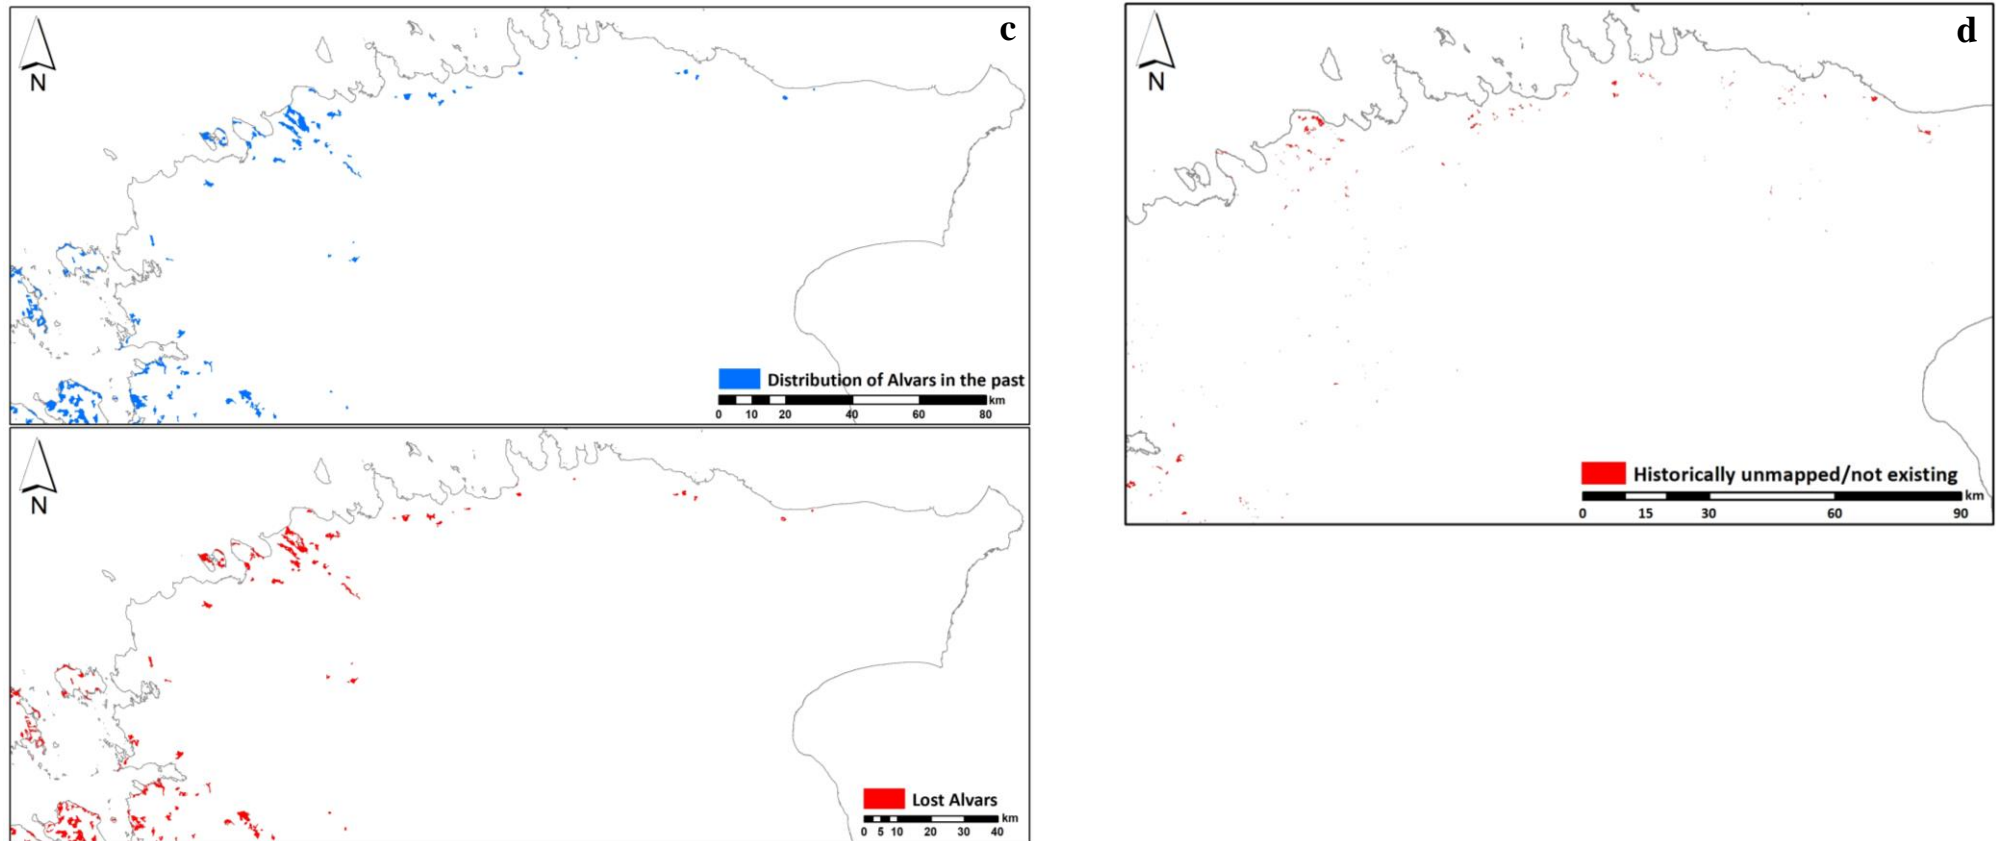 c
N
Distribution of Alvars in the past
km
0 10 20 40 60 80
N
Lost Alvars
km
0 5 10 20 30 40
d
N
Historically unmapped/not existing
km
0 15 30 60 90